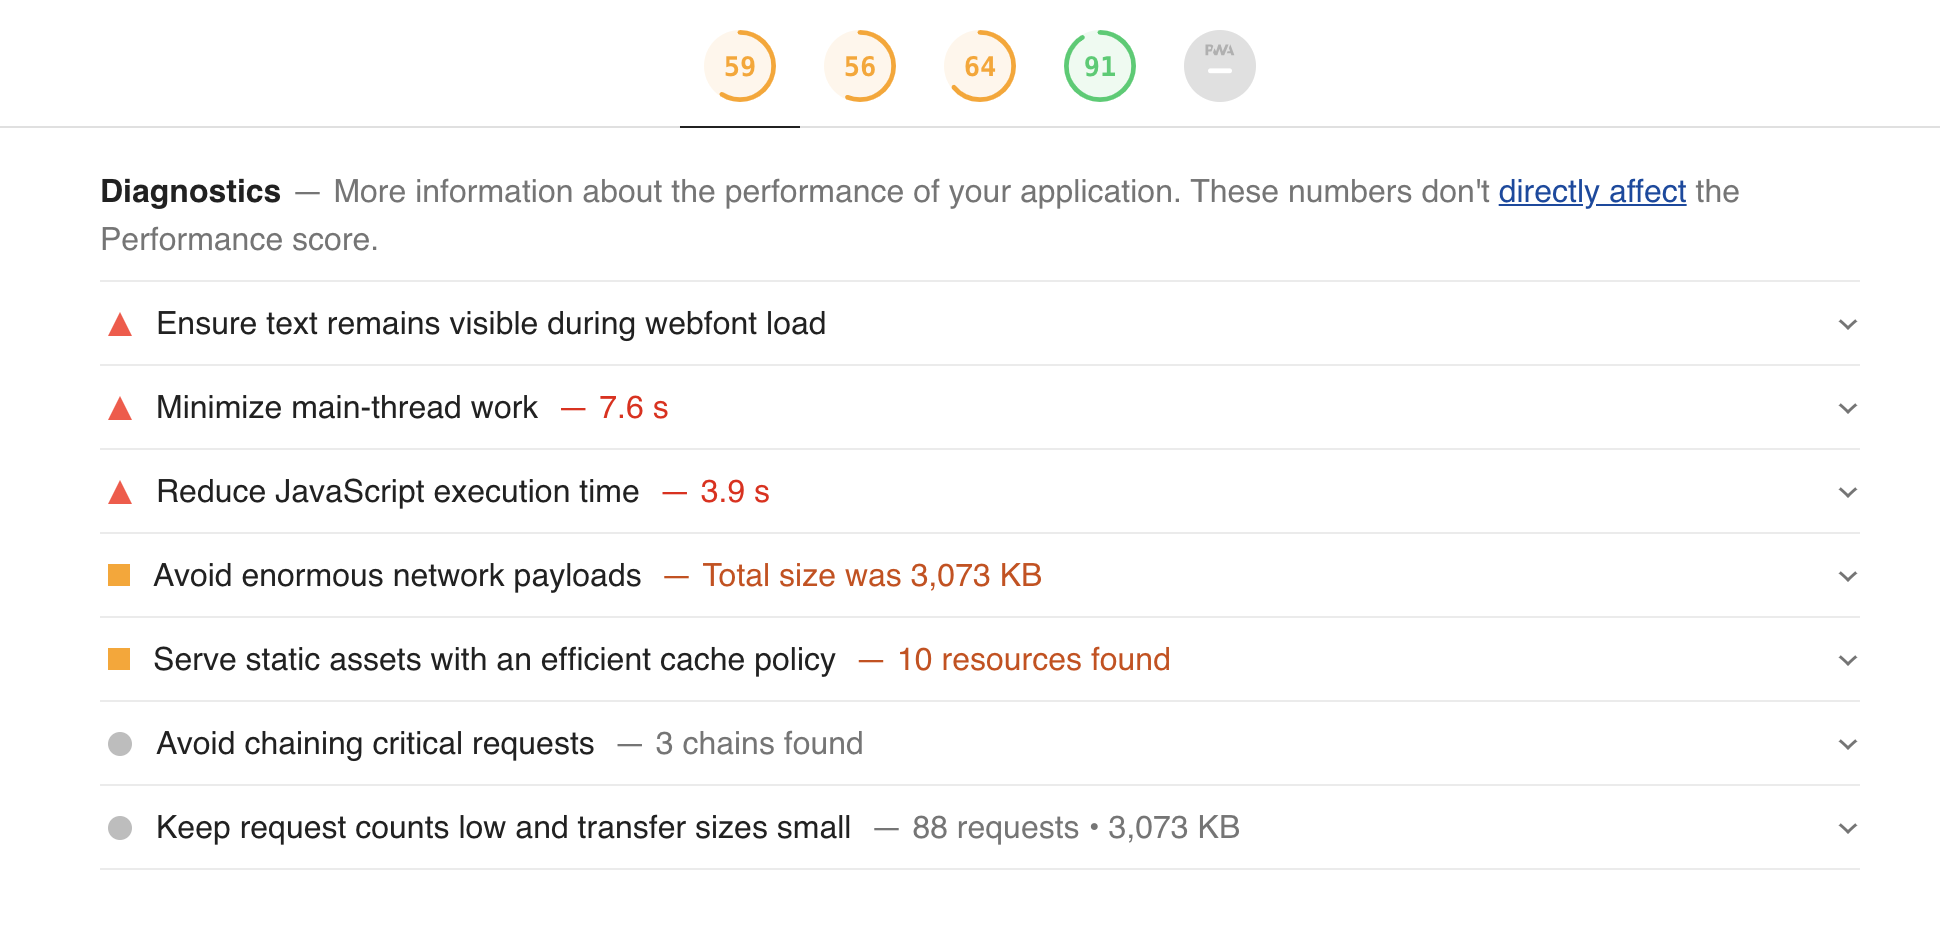 59 56 64 91 PWA
Diagnostics — More information about the performance of your application. These numbers don't directly affect the
Performance score.
Ensure text remains visible during webfont load
Minimize main-thread work — 7.6 s
Reduce JavaScript execution time — 3.9 s
Avoid enormous network payloads — Total size was 3,073 KB
Serve static assets with an efficient cache policy — 10 resources found
Avoid chaining critical requests — 3 chains found
Keep request counts low and transfer sizes small — 88 requests • 3,073 KB